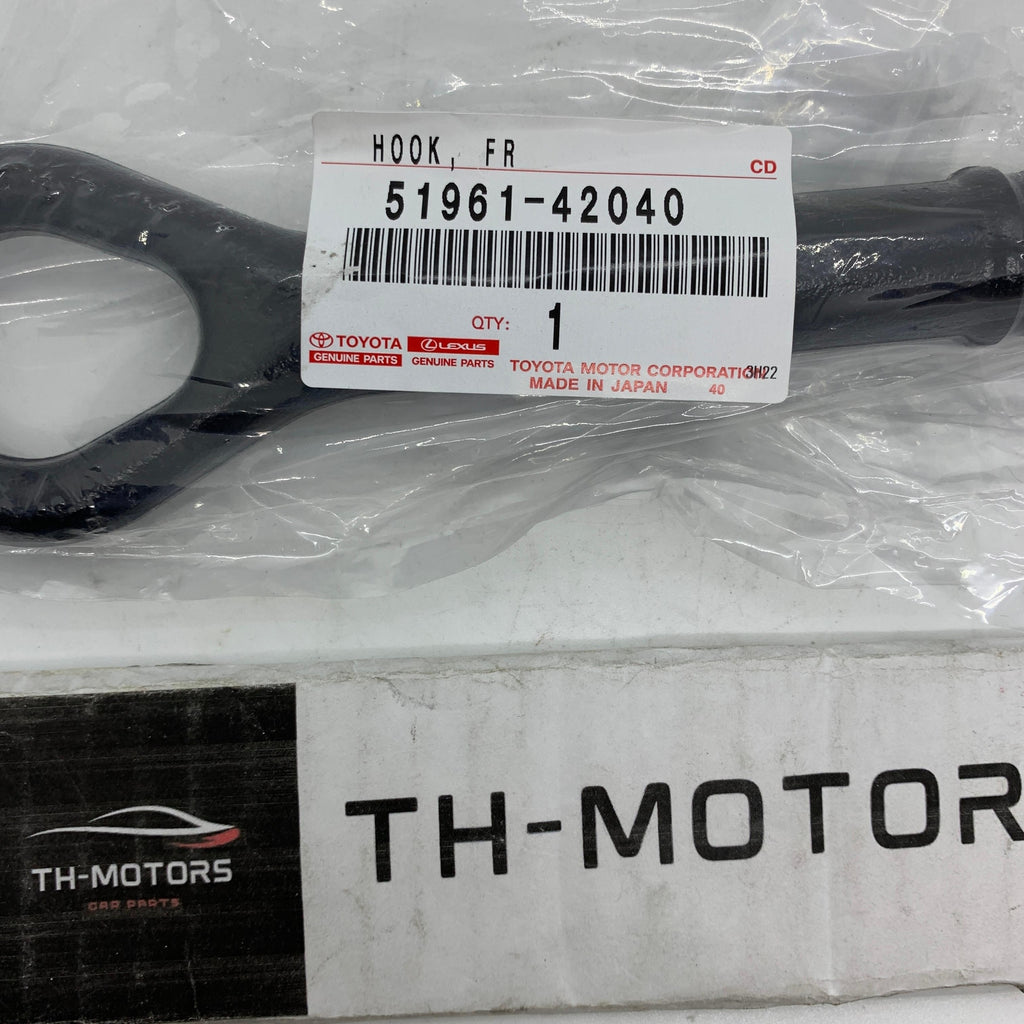 HOOK, FR
CD
51961-42040
QTY: 1
TOYOTA
GENUINE PARTS
LEXUS
GENUINE PARTS
TOYOTA MOTOR CORPORATION
3H22
MADE IN JAPAN 40
TH-MOTORS
CAR PARTS
TH-MOTOR